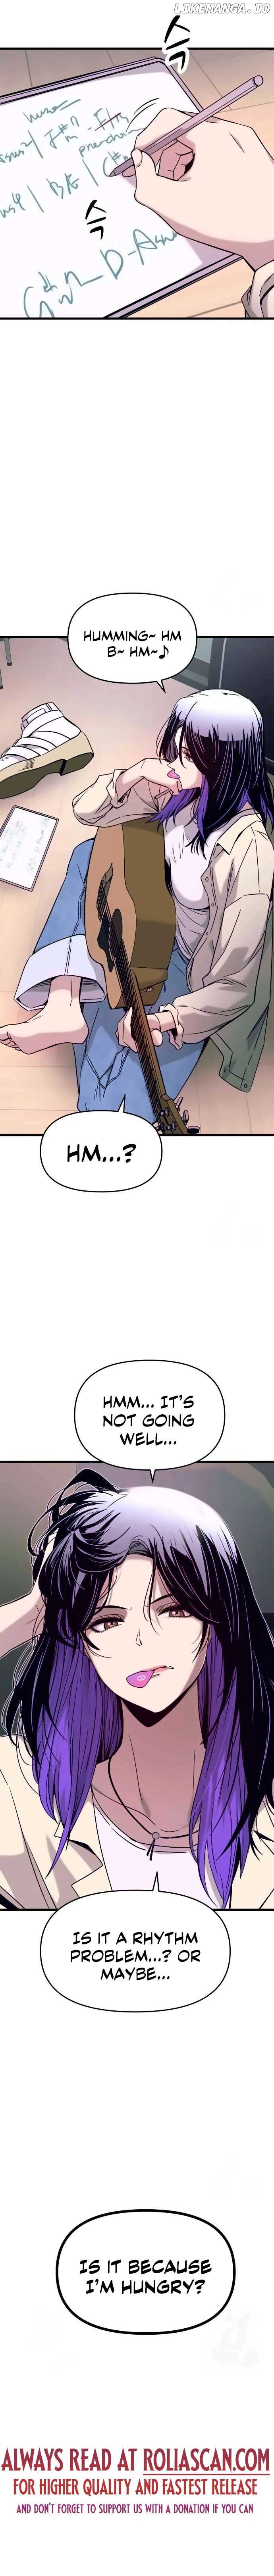 LIKEMANGA.IO
HUMMING~ HM
B~ HM~♪
HM...?
HMM... IT'S
NOT GOING
WELL...
IS IT A RHYTHM
PROBLEM...? OR
MAYBE...
IS IT BECAUSE
I'M HUNGRY?
ALWAYS READ AT ROLIASCAN.COM
FOR HIGHER QUALITY AND FASTEST RELEASE
AND DON'T FORGET TO SUPPORT US WITH A DONATION IF YOU CAN